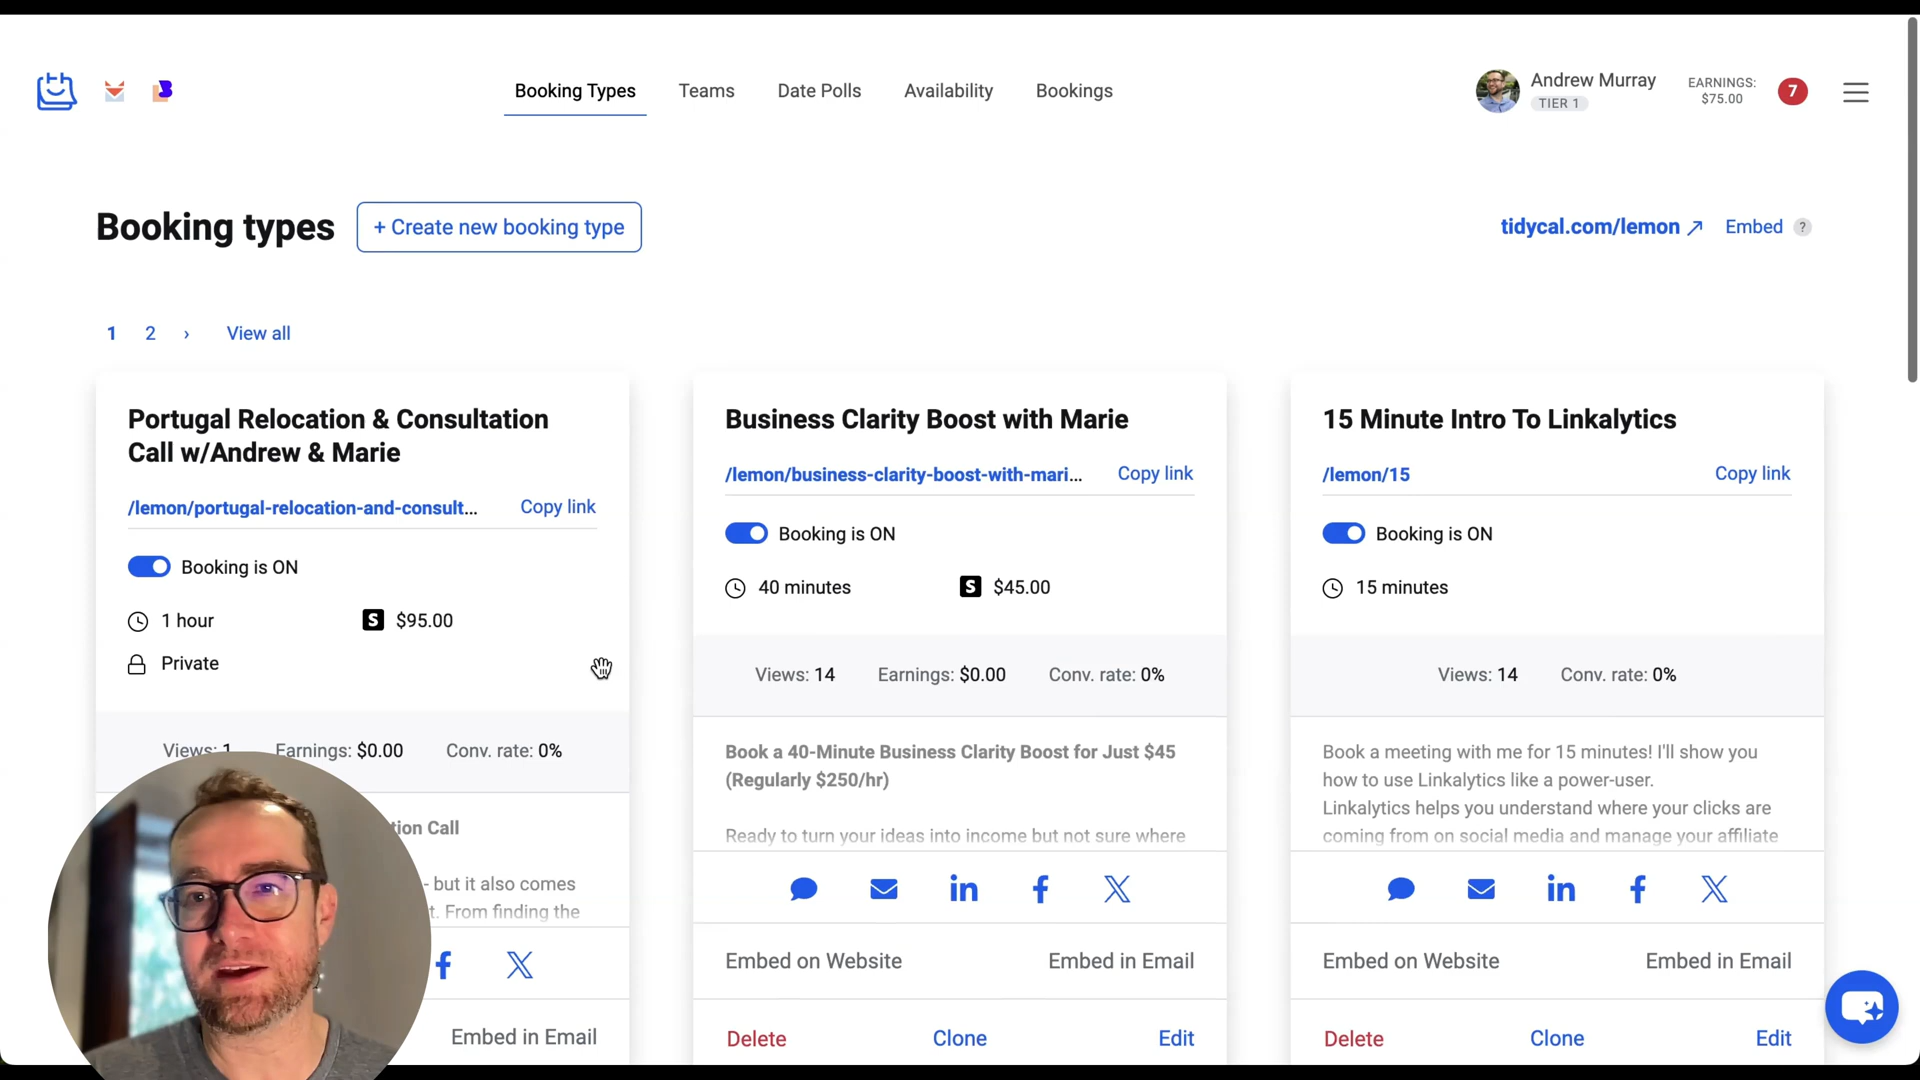 Booking Types
Teams
Date Polls
Availability
Bookings
Andrew Murray
TIER 1
EARNINGS:
$75.00
7
Booking types
+ Create new booking type
tidycal.com/lemon
Embed
?
1 2 › View all
Portugal Relocation & Consultation
Call w/Andrew & Marie
/lemon/portugal-relocation-and-consult...
Copy link
Booking is ON
1 hour
S $95.00
Private
Views: 1
Earnings: $0.00
Conv. rate: 0%
tion Call
- but it also comes
t. From finding the
Embed in Email
Business Clarity Boost with Marie
/lemon/business-clarity-boost-with-mari...
Copy link
Booking is ON
40 minutes
S $45.00
Views: 14
Earnings: $0.00
Conv. rate: 0%
Book a 40-Minute Business Clarity Boost for Just $45
(Regularly $250/hr)
Ready to turn your ideas into income but not sure where
Embed on Website
Embed in Email
Delete
Clone
Edit
15 Minute Intro To Linkalytics
/lemon/15
Copy link
Booking is ON
15 minutes
Views: 14
Conv. rate: 0%
Book a meeting with me for 15 minutes! I'll show you
how to use Linkalytics like a power-user.
Linkalytics helps you understand where your clicks are
coming from on social media and manage your affiliate
Embed on Website
Embed in Email
Delete
Clone
Edit